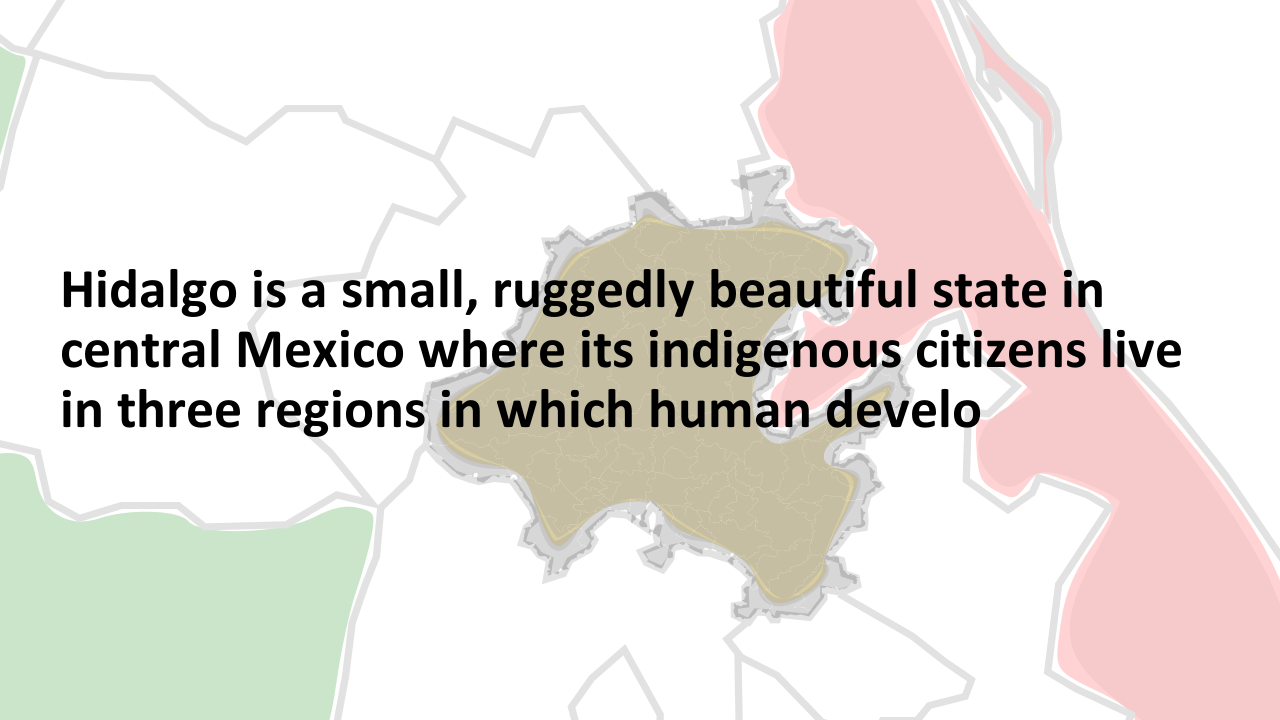 Hidalgo is a small, ruggedly beautiful state in
central Mexico where its indigenous citizens live
in three regions in which human develo